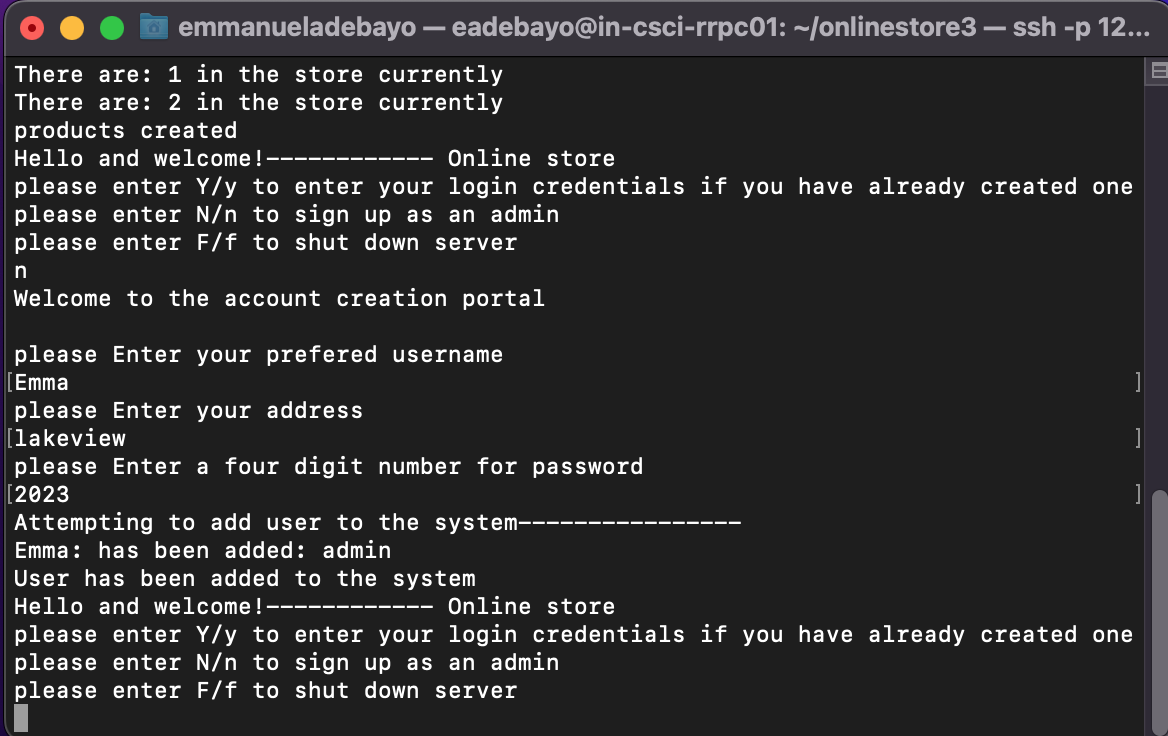 emmanueladebayo — eadebayo@in-csci-rrpc01: ~/onlinestore3 — ssh -p 12...
There are: 1 in the store currently
There are: 2 in the store currently
products created
Hello and welcome!------------ Online store
please enter Y/y to enter your login credentials if you have already created one
please enter N/n to sign up as an admin
please enter F/f to shut down server
n
Welcome to the account creation portal
please Enter your prefered username
[Emma ]
please Enter your address
[lakeview ]
please Enter a four digit number for password
[2023 ]
Attempting to add user to the system----------------
Emma: has been added: admin
User has been added to the system
Hello and welcome!------------ Online store
please enter Y/y to enter your login credentials if you have already created one
please enter N/n to sign up as an admin
please enter F/f to shut down server